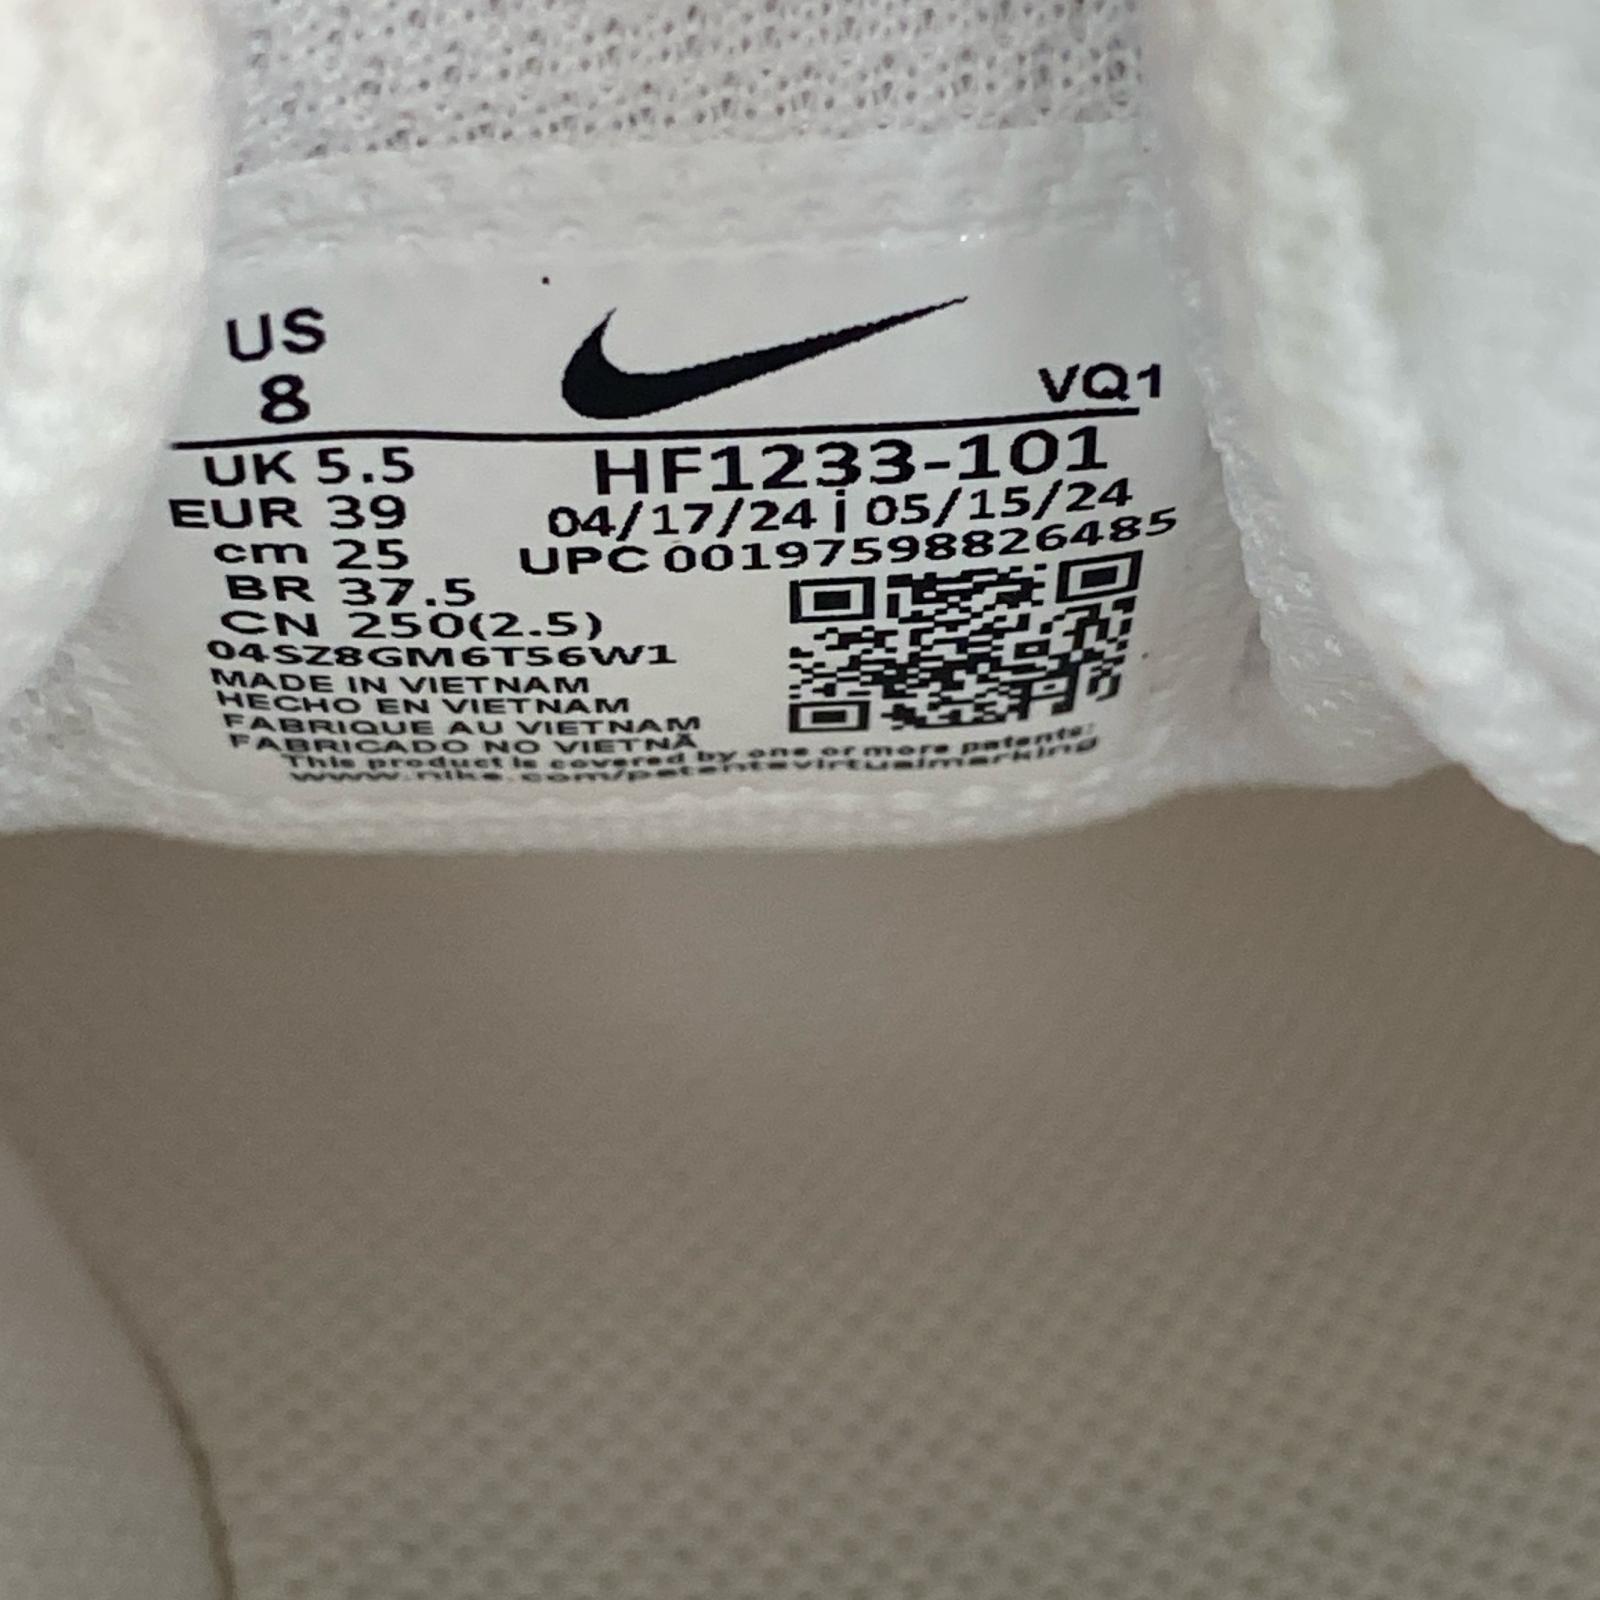 US
8
VQ1
UK 5.5
EUR 39
cm 25
BR 37.5
CN 250(2.5)
HF1233-101
04/17/24 | 05/15/24
UPC 00197598826485
04SZ8GM6T56W1
MADE IN VIETNAM
HECHO EN VIETNAM
FABRIQUE AU VIETNAM
FABRICADO NO VIETNÃ
This product is covered by one or more patents:
www.nike.com/patentsvirtualmarking